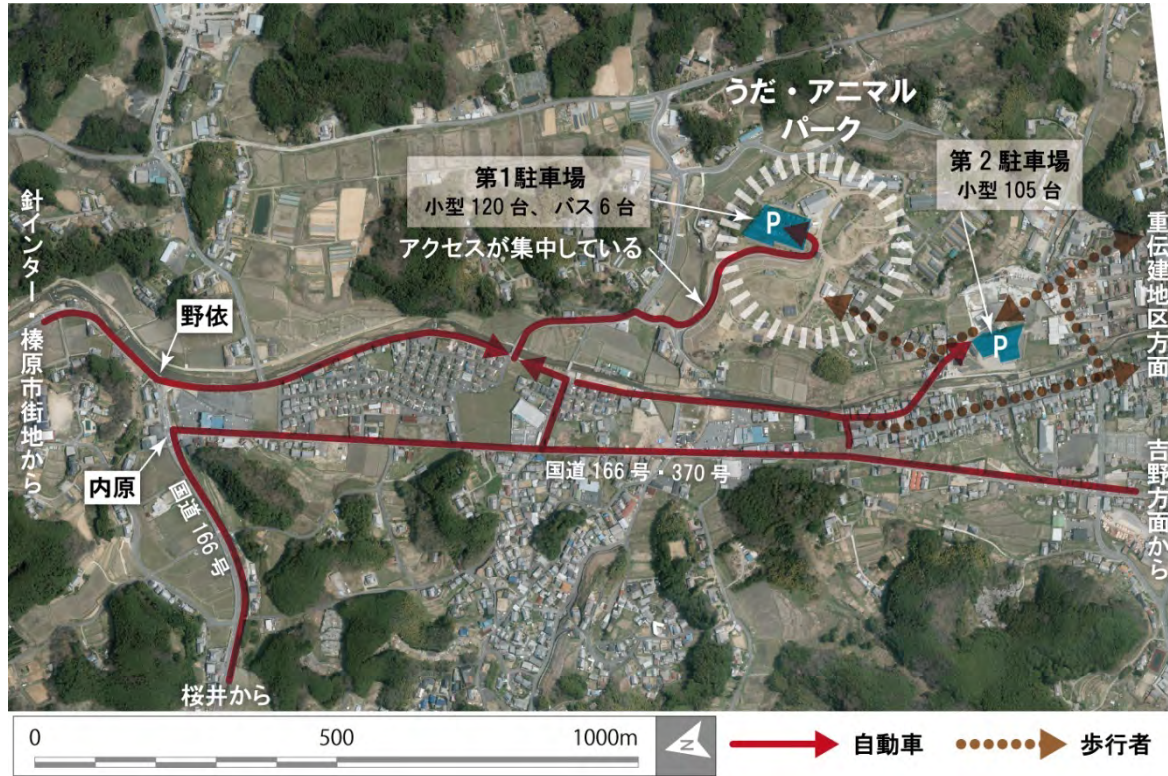 うだ・アニマル
パーク
第1駐車場
小型 120 台、バス 6 台
アクセスが集中している
第 2 駐車場
小型 105 台
P
P
針インター・榛原市街地から
野依
内原
国道 166 号
国道 166 号・370 号
桜井から
重伝建地区方面
吉野方面から
0 500 1000m
N
自動車
歩行者